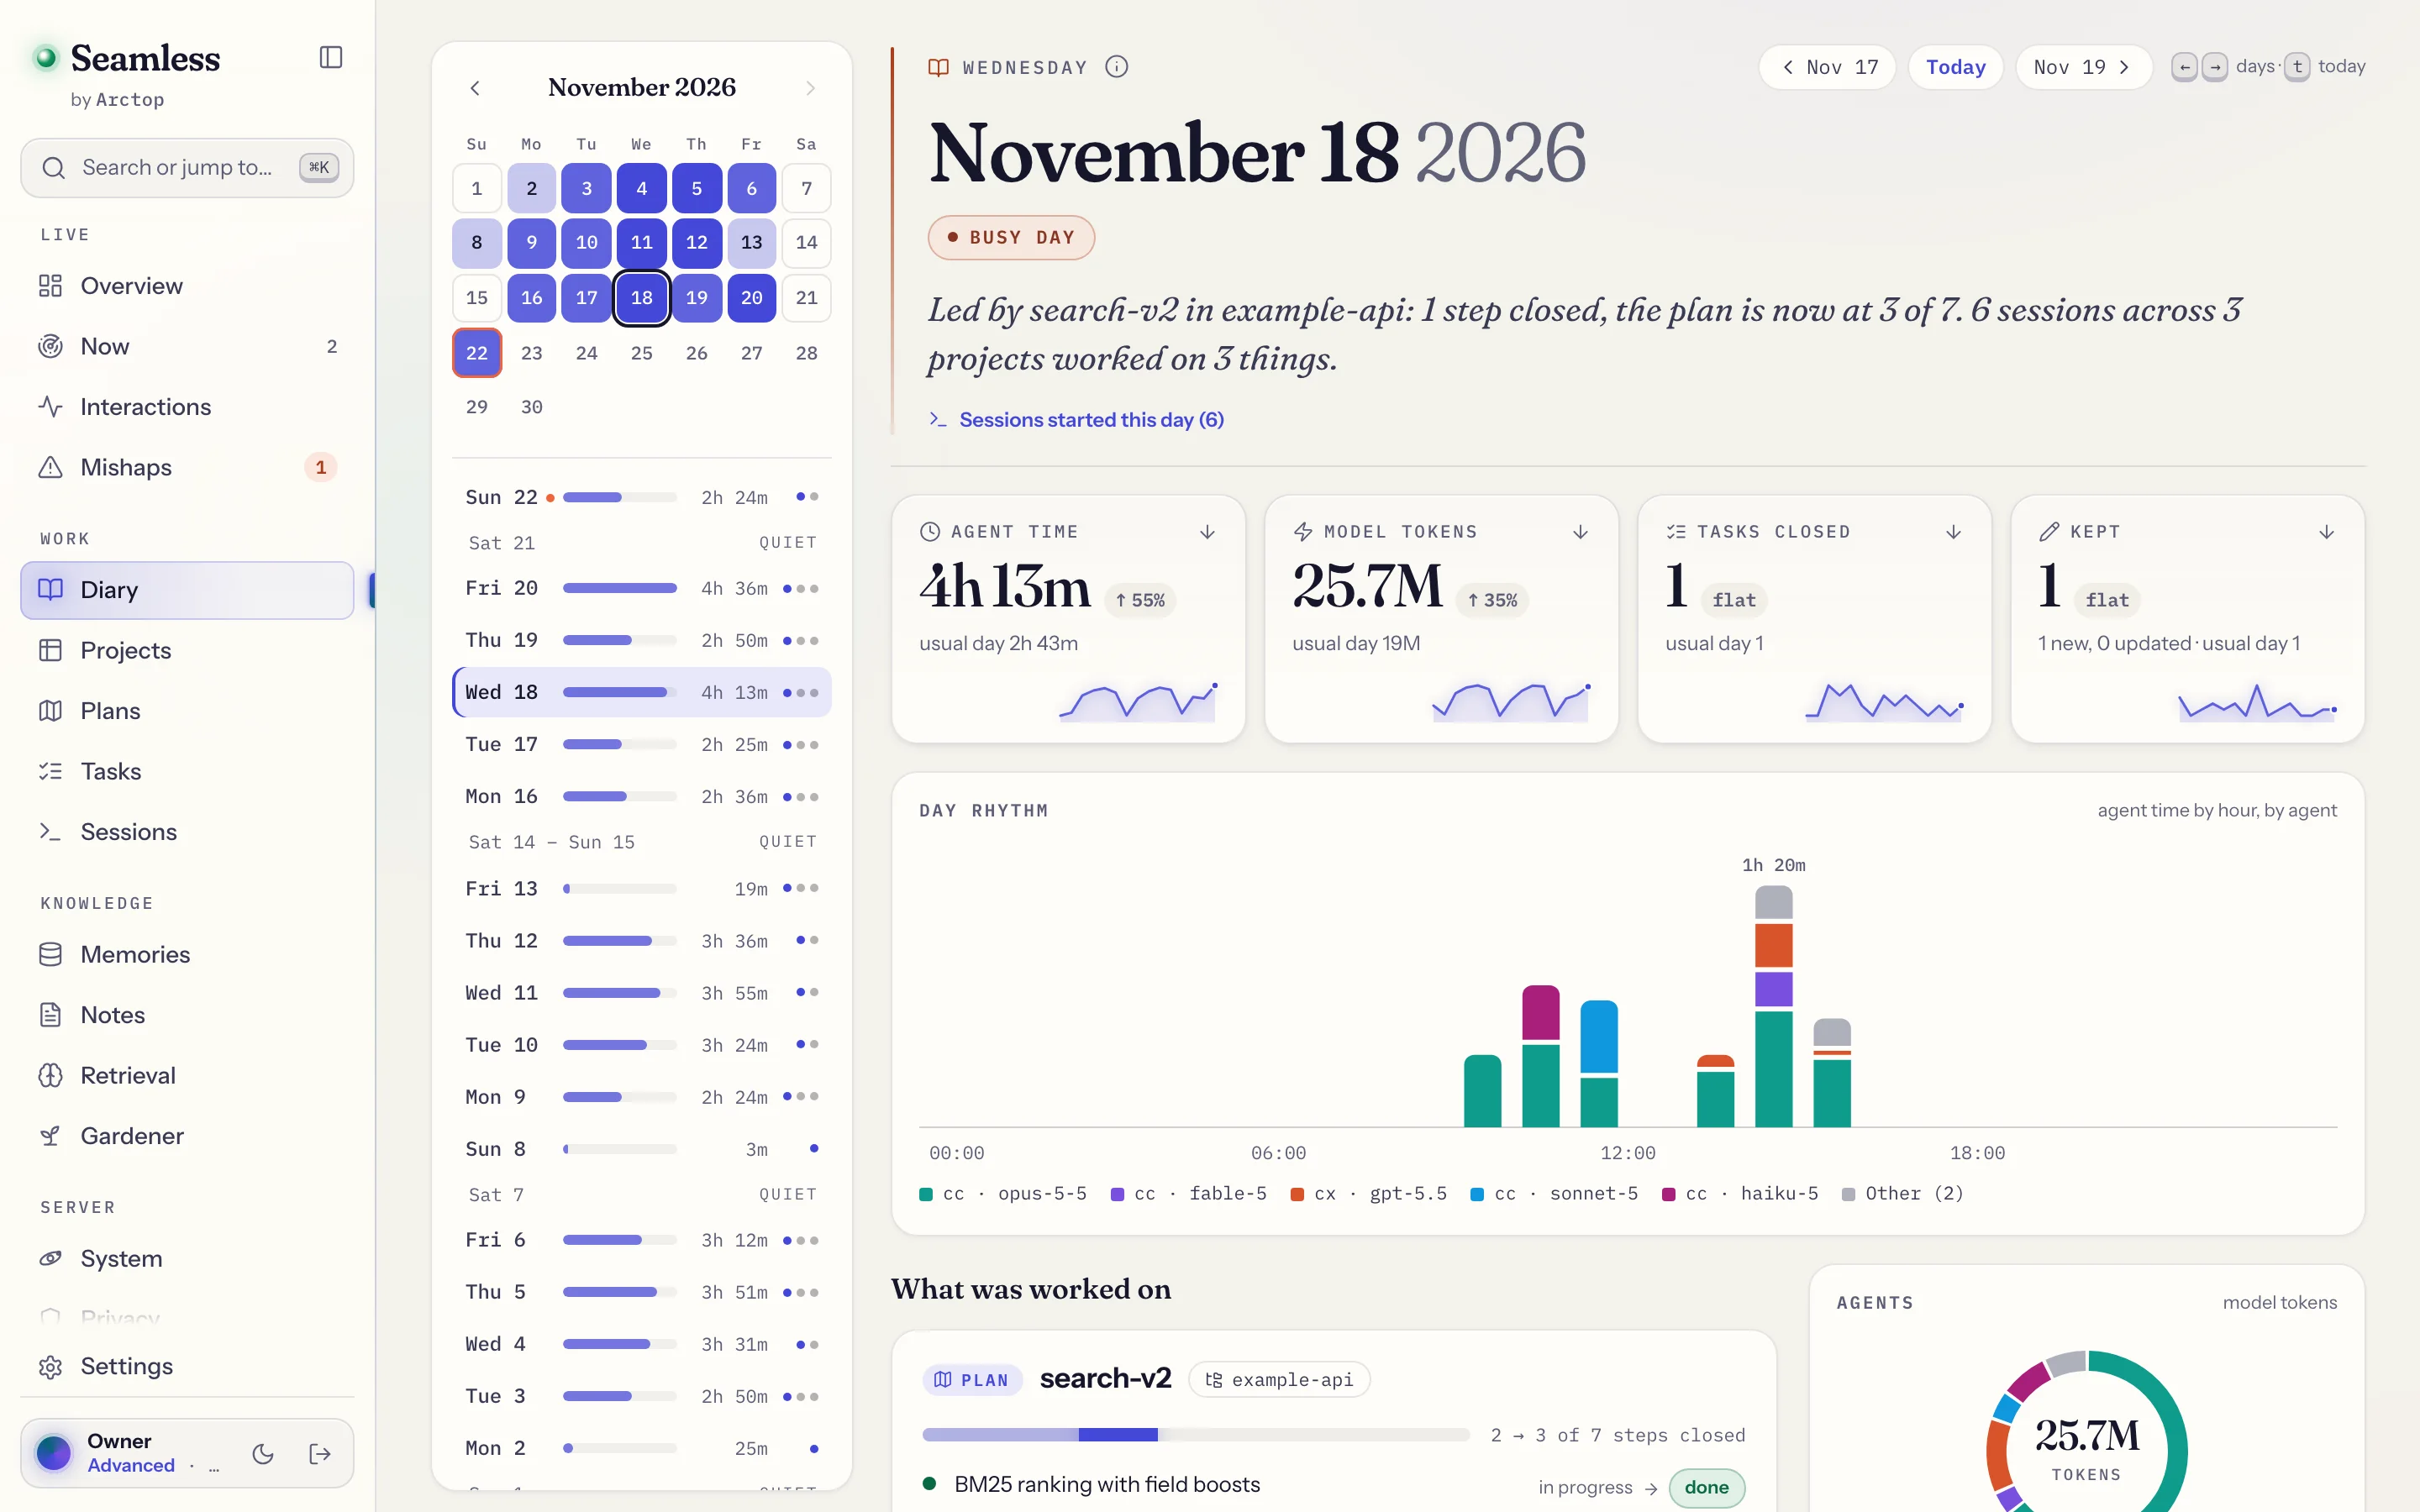 Seamless
by Arctop
Search or jump to... ⌘K
LIVE
Overview
Now 2
Interactions
Mishaps 1
WORK
Diary
Projects
Plans
Tasks
Sessions
KNOWLEDGE
Memories
Notes
Retrieval
Gardener
SERVER
System
Privacy
Settings
Owner
Advanced · …
November 2026
Su Mo Tu We Th Fr Sa
1 2 3 4 5 6 7
8 9 10 11 12 13 14
15 16 17 18 19 20 21
22 23 24 25 26 27 28
29 30
Sun 22 2h 24m
Sat 21 QUIET
Fri 20 4h 36m
Thu 19 2h 50m
Wed 18 4h 13m
Tue 17 2h 25m
Mon 16 2h 36m
Sat 14 – Sun 15 QUIET
Fri 13 19m
Thu 12 3h 36m
Wed 11 3h 55m
Tue 10 3h 24m
Mon 9 2h 24m
Sun 8 3m
Sat 7 QUIET
Fri 6 3h 12m
Thu 5 3h 51m
Wed 4 3h 31m
Tue 3 2h 50m
Mon 2 25m
WEDNESDAY
Nov 17 Today Nov 19 ← → days · t today
November 18 2026
BUSY DAY
Led by search-v2 in example-api: 1 step closed, the plan is now at 3 of 7. 6 sessions across 3
projects worked on 3 things.
Sessions started this day (6)
AGENT TIME ↓
4h 13m ↑ 55%
usual day 2h 43m
MODEL TOKENS ↓
25.7M ↑ 35%
usual day 19M
TASKS CLOSED ↓
1 flat
usual day 1
KEPT ↓
1 flat
1 new, 0 updated · usual day 1
DAY RHYTHM agent time by hour, by agent
1h 20m
00:00 06:00 12:00 18:00
cc · opus-5-5 cc · fable-5 cx · gpt-5.5 cc · sonnet-5 cc · haiku-5 Other (2)
What was worked on
PLAN search-v2 example-api
2 → 3 of 7 steps closed
BM25 ranking with field boosts in progress → done
AGENTS model tokens
25.7M
TOKENS